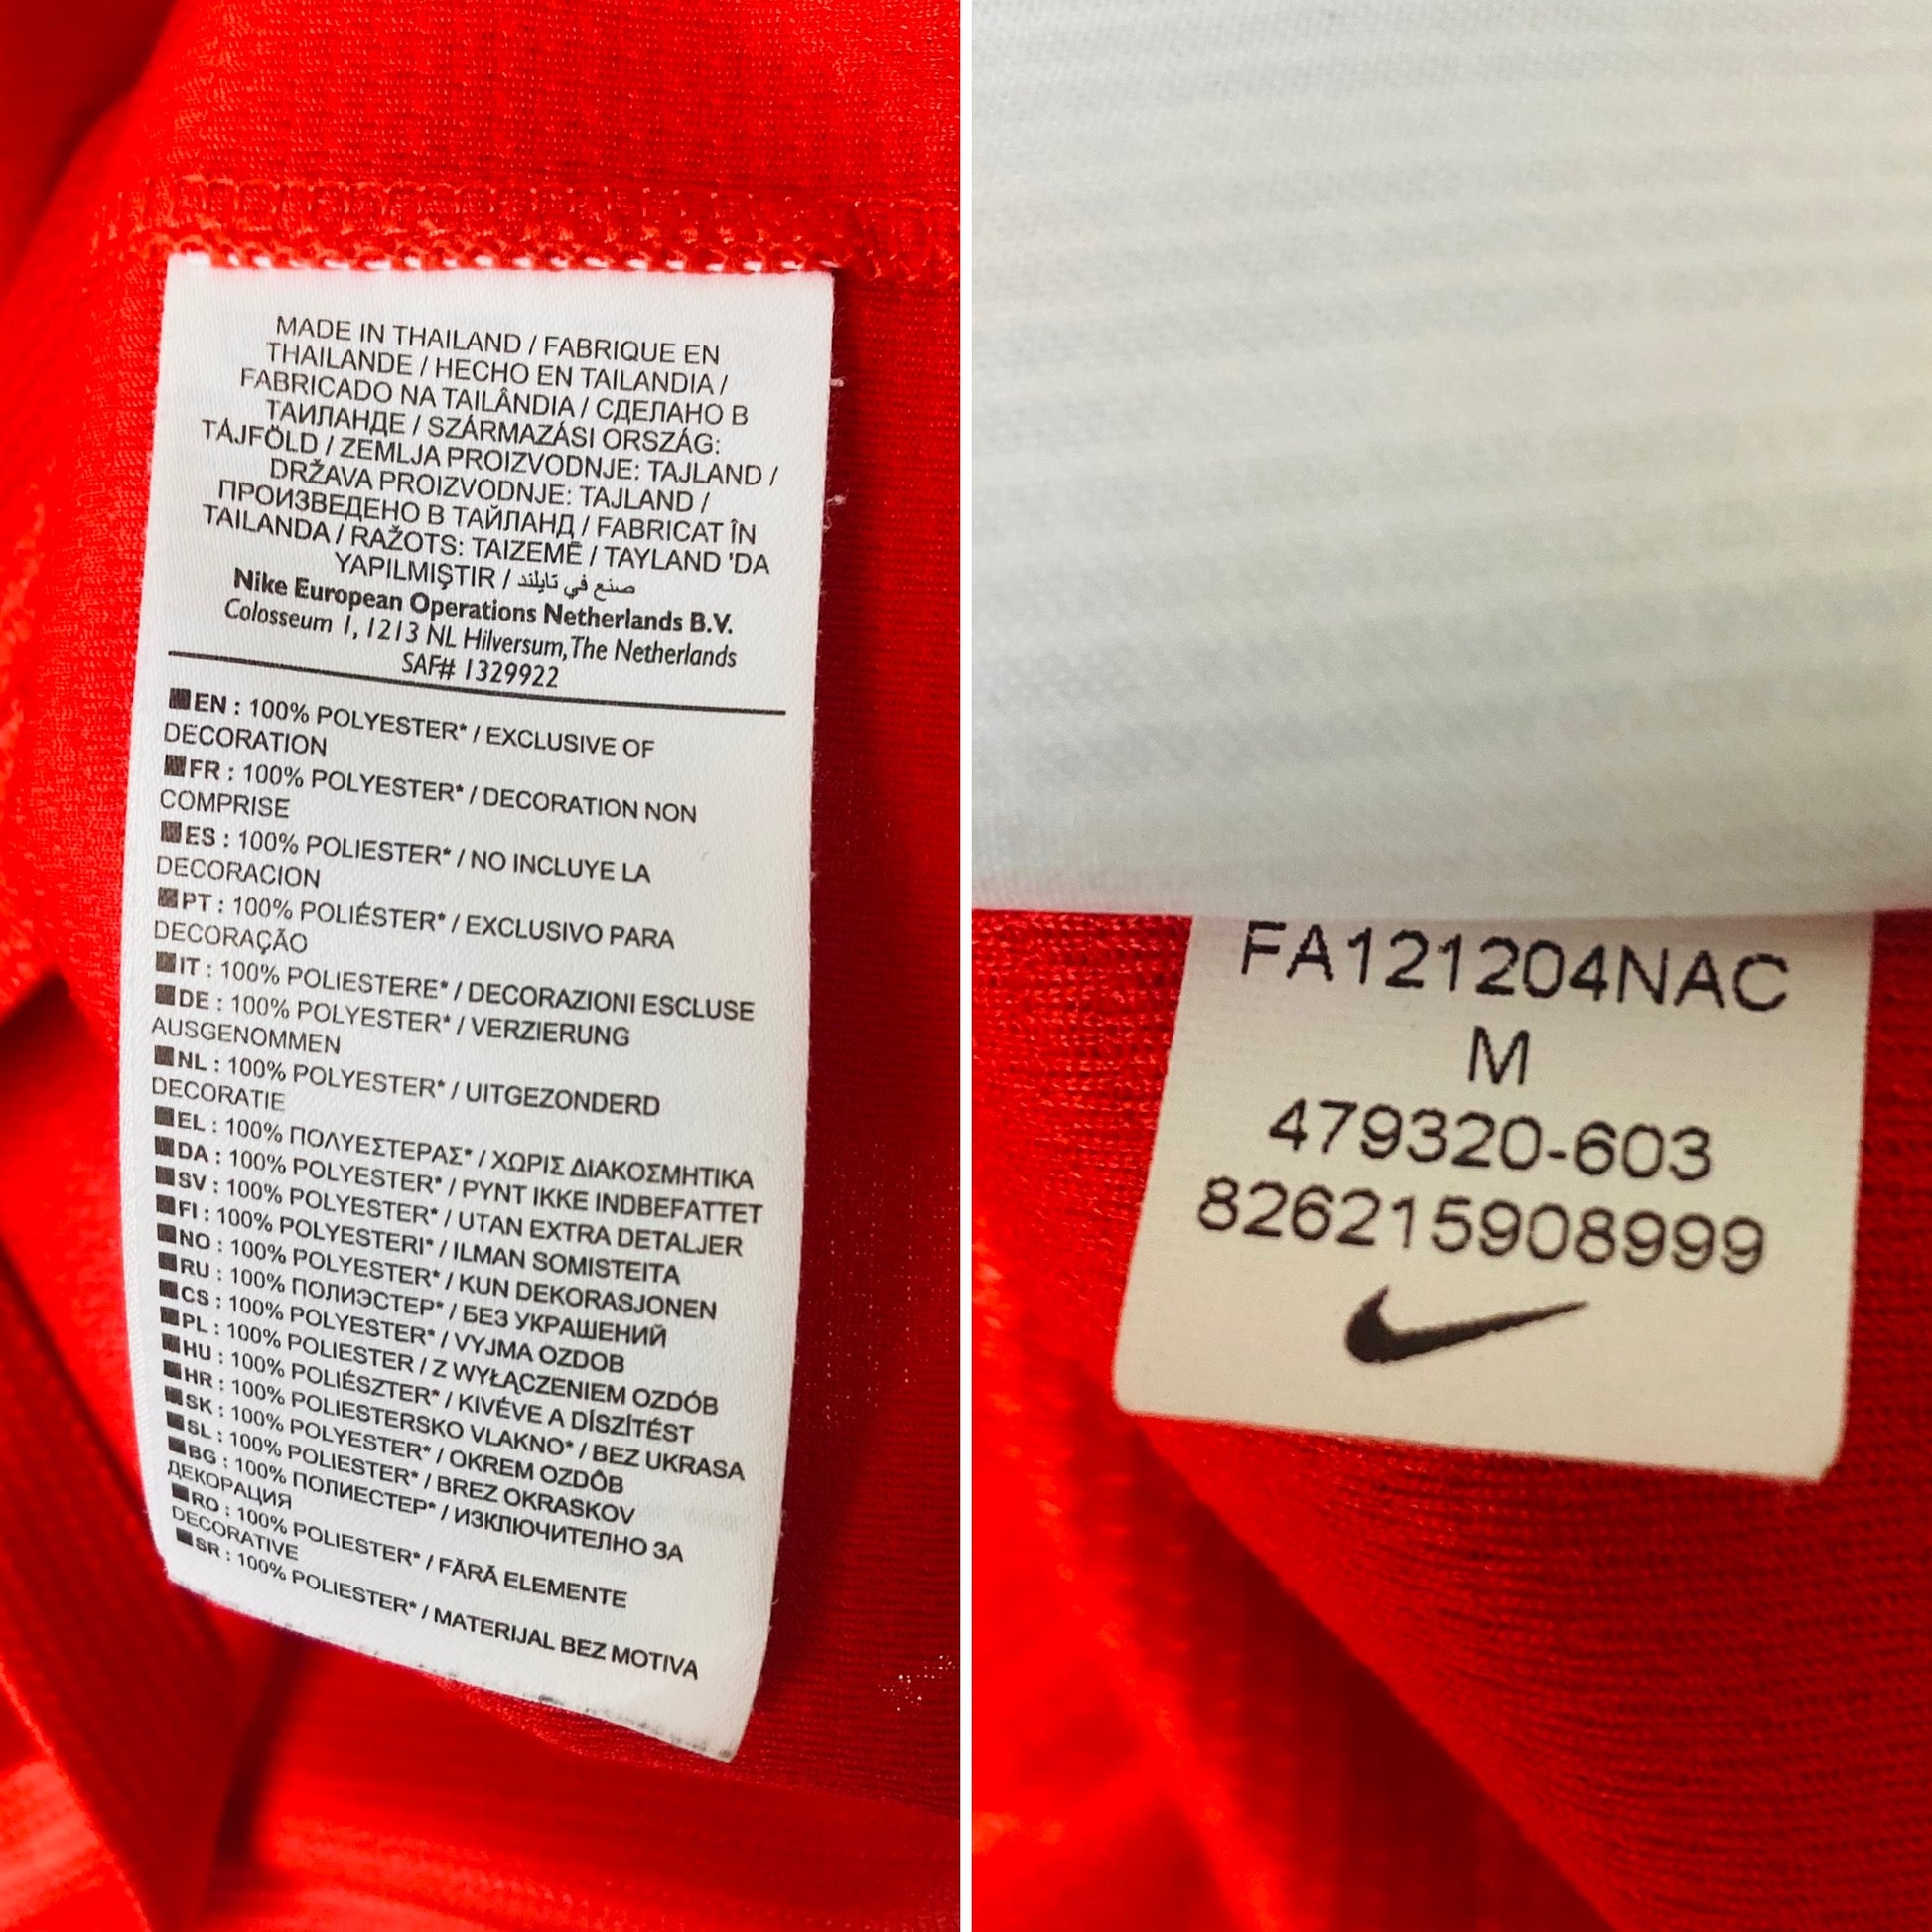 MADE IN THAILAND / FABRIQUE EN
THAILANDE / HECHO EN TAILANDIA /
FABRICADO NA TAILÂNDIA / СДЕЛАНО В
ТАИЛАНДЕ / SZÁRMAZÁSI ORSZÁG:
TÁJFÖLD / ZEMLJA PROIZVODNJE: TAJLAND /
DRŽAVA PROIZVODNJE: TAJLAND /
ПРОИЗВЕДЕНО В ТАЙЛАНД / FABRICAT ÎN
TAILANDA / RAŽOTS: TAIZEMĒ / TAYLAND 'DA
YAPILMIŞTIR / صنع في تايلند
Nike European Operations Netherlands B.V.
Colosseum 1, 1213 NL Hilversum, The Netherlands
SAF# 1329922
EN : 100% POLYESTER* / EXCLUSIVE OF
DECORATION
FR : 100% POLYESTER* / DECORATION NON
COMPRISE
ES : 100% POLIESTER* / NO INCLUYE LA
DECORACION
PT : 100% POLIÉSTER* / EXCLUSIVO PARA
DECORAÇÃO
IT : 100% POLIESTERE* / DECORAZIONI ESCLUSE
DE : 100% POLYESTER* / VERZIERUNG
AUSGENOMMEN
NL : 100% POLYESTER* / UITGEZONDERD
DECORATIE
EL : 100% ΠΟΛΥΕΣΤΕΡΑΣ* / ΧΩΡΙΣ ΔΙΑΚΟΣΜΗΤΙΚΑ
DA : 100% POLYESTER* / PYNT IKKE INDBEFATTET
SV : 100% POLYESTER* / UTAN EXTRA DETALJER
FI : 100% POLYESTERI* / ILMAN SOMISTEITA
NO : 100% POLYESTER* / KUN DEKORASJONEN
RU : 100% ПОЛИЭСТЕР* / БЕЗ УКРАШЕНИЙ
CS : 100% POLYESTER* / VYJMA OZDOB
PL : 100% POLIESTER / Z WYŁĄCZENIEM OZDÓB
HU : 100% POLIÉSZTER* / KIVÉVE A DÍSZÍTÉST
HR : 100% POLIESTERSKO VLAKNO* / BEZ UKRASA
SK : 100% POLYESTER* / OKREM OZDÔB
SL : 100% POLIESTER* / BREZ OKRASKOV
BG : 100% ПОЛИЕСТЕР* / ИЗКЛЮЧИТЕЛНО ЗА
ДЕКОРАЦИЯ
RO : 100% POLIESTER* / FĂRĂ ELEMENTE
DECORATIVE
SR : 100% POLIESTER* / MATERIJAL BEZ MOTIVA
FA121204NAC
M
479320-603
826215908999